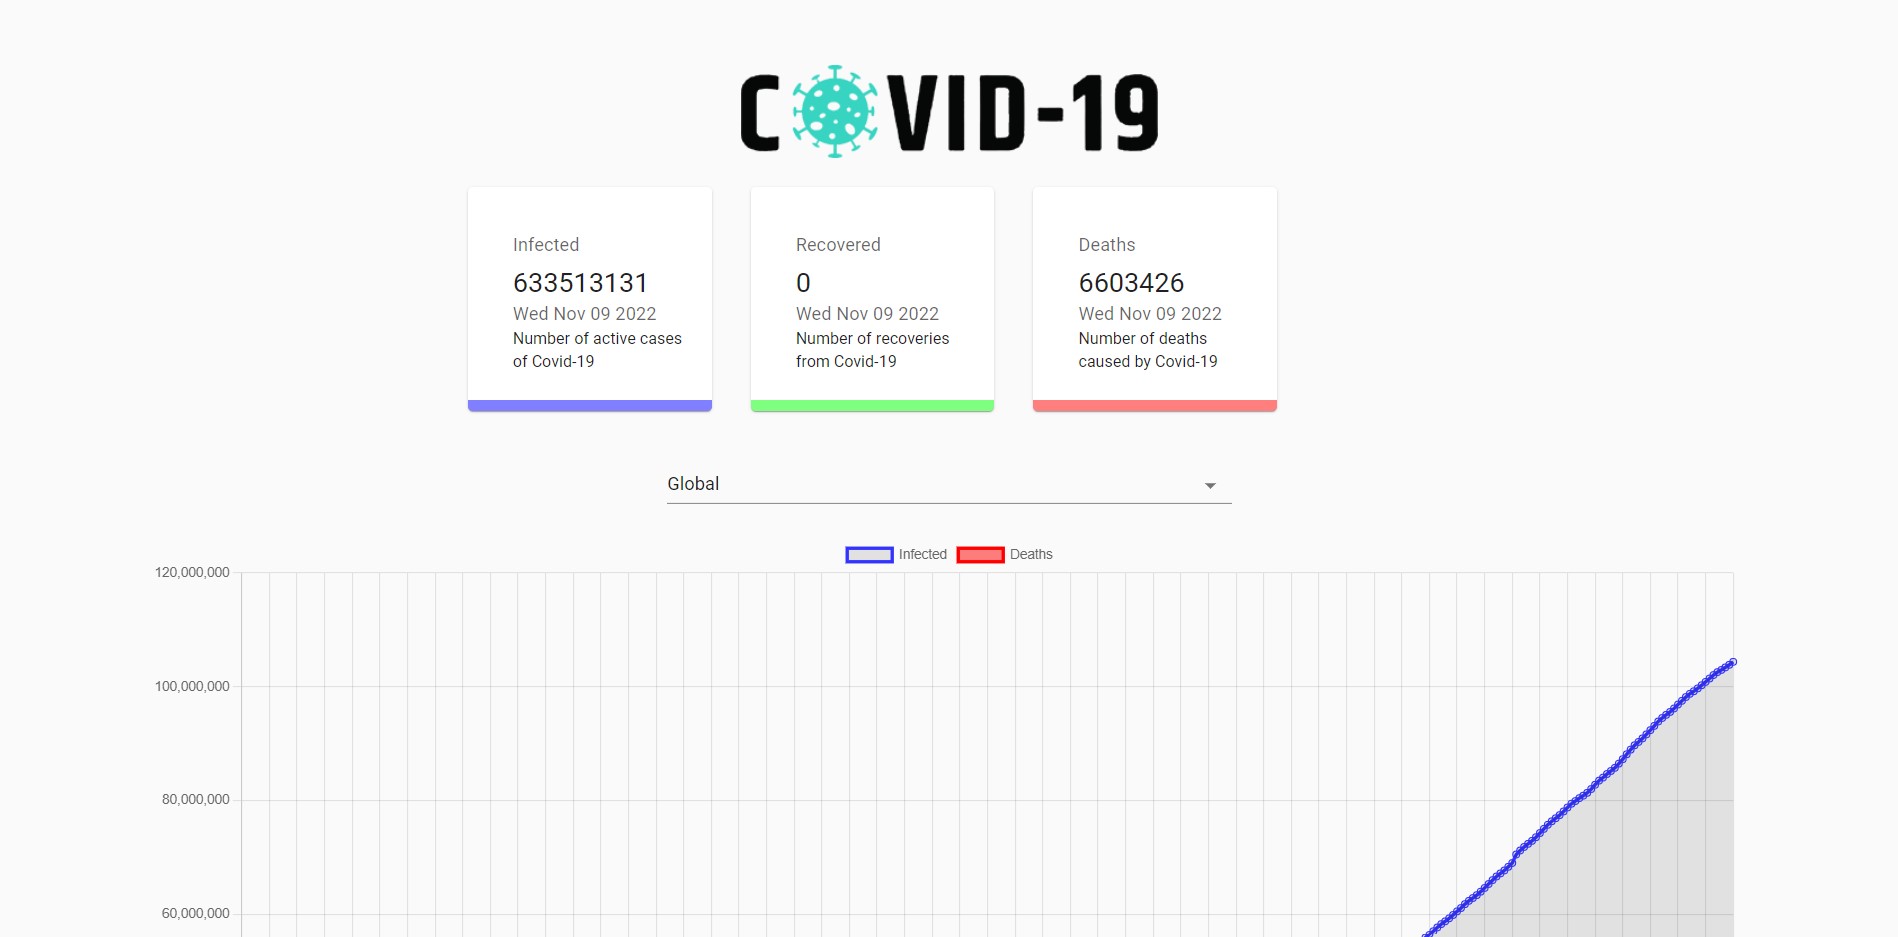 COVID-19
Infected
633513131
Wed Nov 09 2022
Number of active cases
of Covid-19
Recovered
0
Wed Nov 09 2022
Number of recoveries
from Covid-19
Deaths
6603426
Wed Nov 09 2022
Number of deaths
caused by Covid-19
Global
Infected
Deaths
120,000,000
100,000,000
80,000,000
60,000,000